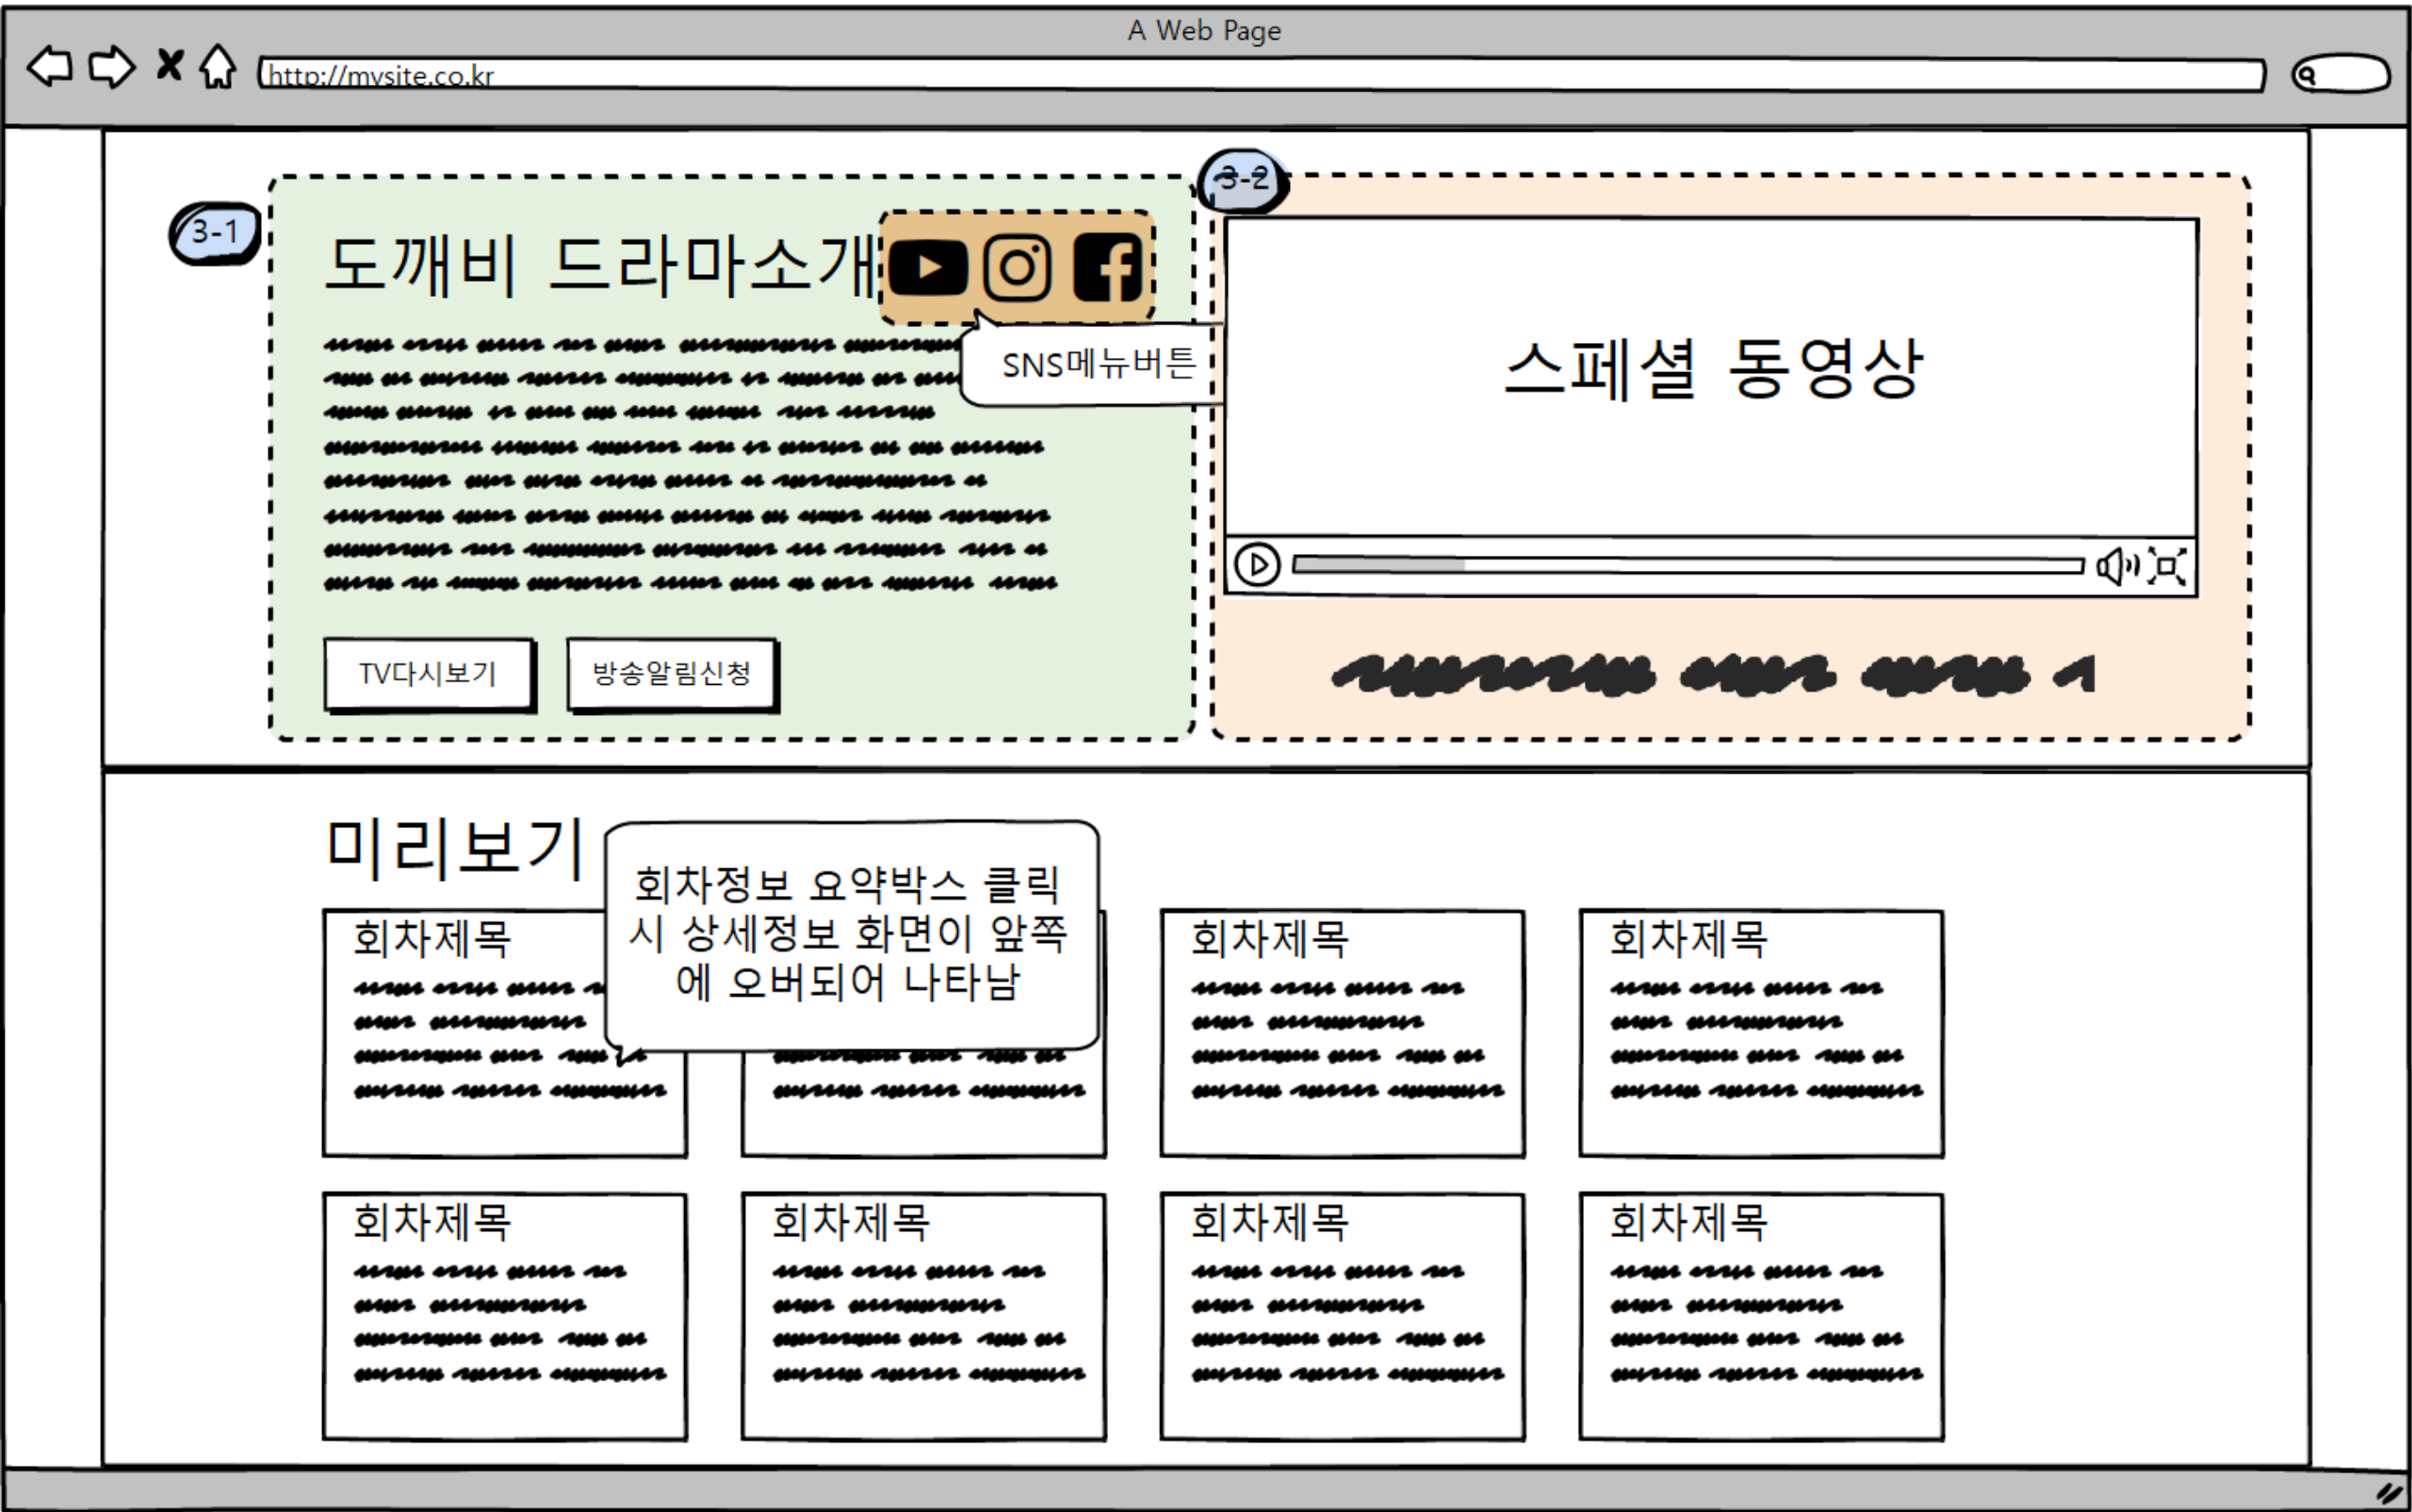 A Web Page
http://mysite.co.kr
3-1
3-2
도깨비 드라마소개
SNS메뉴버튼
TV다시보기
방송알림신청
스페셜 동영상
미리보기
회차정보 요약박스 클릭
시 상세정보 화면이 앞쪽
에 오버되어 나타남
회차제목
회차제목
회차제목
회차제목
회차제목
회차제목
회차제목